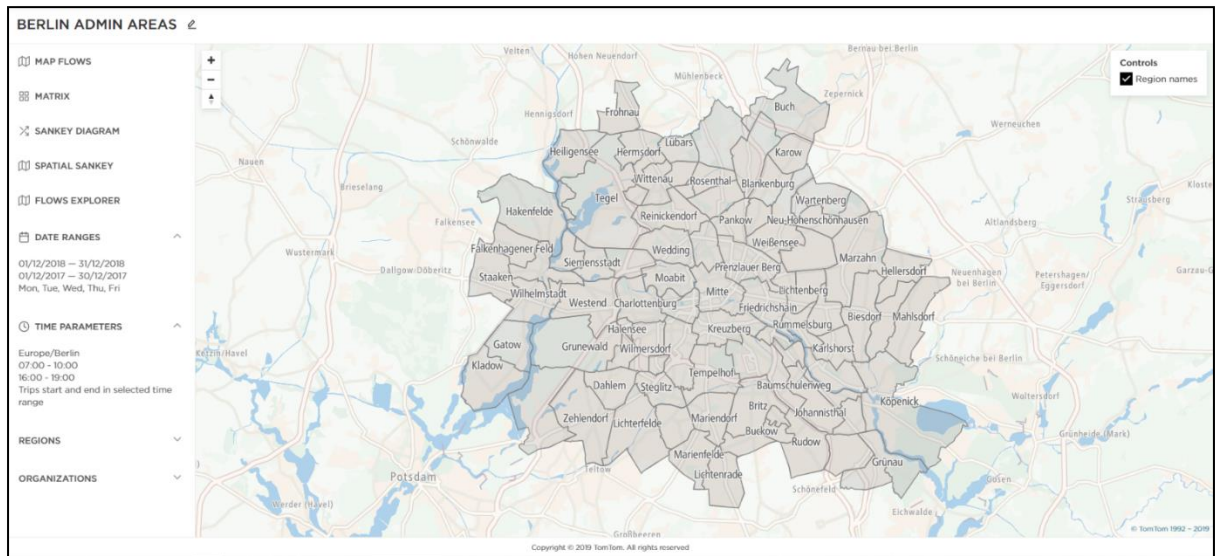 BERLIN ADMIN AREAS
MAP FLOWS
MATRIX
SANKEY DIAGRAM
SPATIAL SANKEY
FLOWS EXPLORER
DATE RANGES
01/12/2018 — 31/12/2018
01/12/2017 — 30/12/2017
Mon, Tue, Wed, Thu, Fri
TIME PARAMETERS
Europe/Berlin
07:00 - 10:00
16:00 - 19:00
Trips start and end in selected time
range
REGIONS
ORGANIZATIONS
Controls
Region names
Velten
Hohen Neuendorf
Bernau bei Berlin
Mühlenbeck
Zepernick
Hennigsdorf
Frohnau
Buch
Werneuchen
Schönwalde
Lübars
Nauen
Heiligensee
Hermsdorf
Karow
Brieselang
Wittenau
Rosenthal
Blankenburg
Strausberg
Tegel
Wartenberg
Falkensee
Hakenfelde
Reinickendorf
Pankow
Neu-Hohenschönhausen
Altlandsberg
Wustermark
Falkenhagener Feld
Wedding
Weißensee
Marzahn
Dallgow-Döberitz
Staaken
Siemensstadt
Moabit
Prenzlauer Berg
Hellersdorf
Neuenhagen
bei Berlin
Petershagen/
Eggersdorf
Garzau-G
Wilhelmstadt
Westend
Charlottenburg
Mitte
Lichtenberg
Friedrichshain
Biesdorf
Mahlsdorf
Halensee
Kreuzberg
Rummelsburg
Gatow
Grunewald
Wilmersdorf
Karlshorst
Ketzin/Havel
Kladow
Schöneiche bei Berlin
Tempelhof
Dahlem
Steglitz
Baumschulenweg
Köpenick
Woltersdorf
Zehlendorf
Lichterfelde
Mariendorf
Britz
Johannisthal
Buckow
Rudow
Grünheide (Mark)
Marienfelde
Grünau
Potsdam
Teltow
Lichtenrade
Schönefeld
Werder (Havel)
Eichwalde
Großbeeren
© TomTom 1992 – 2019
Copyright © 2019 TomTom. All rights reserved